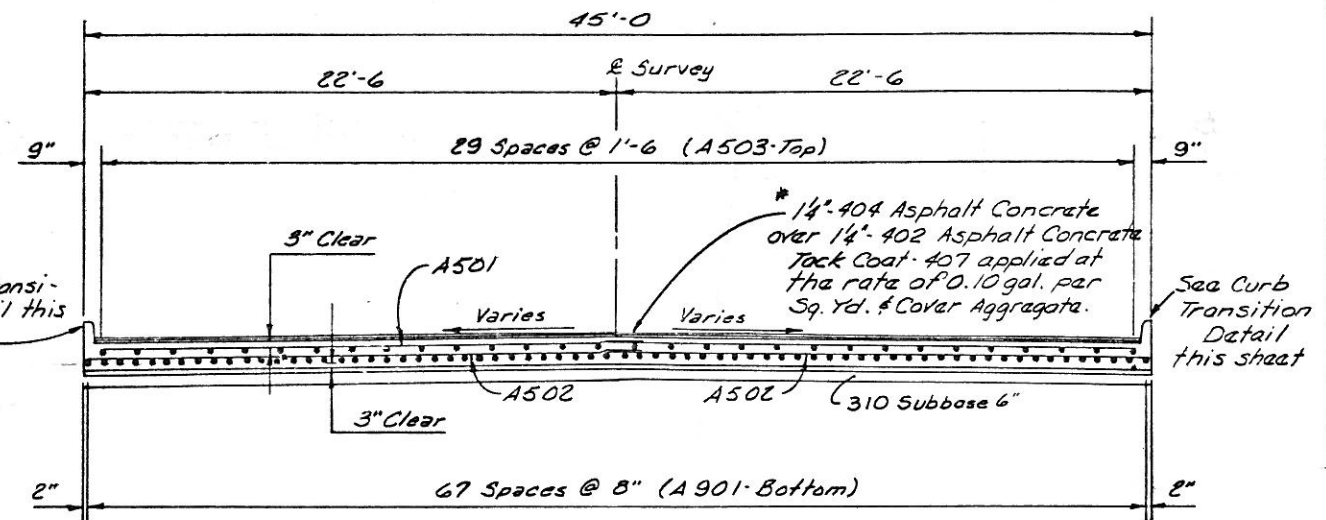 45'-0
22'-6
℄ Survey
22'-6
9"
29 Spaces @ 1'-6 (A503-Top)
9"
* 1¼"-404 Asphalt Concrete
over 1¼"-402 Asphalt Concrete
Tack Coat-407 applied at
the rate of 0.10 gal. per
Sq. Yd. & Cover Aggregate.
3" Clear
A501
Varies
Varies
See Curb
Transition
Detail
this sheet
ansi-
il this
A502
A502
310 Subbase 6"
3" Clear
2"
67 Spaces @ 8" (A901-Bottom)
2"